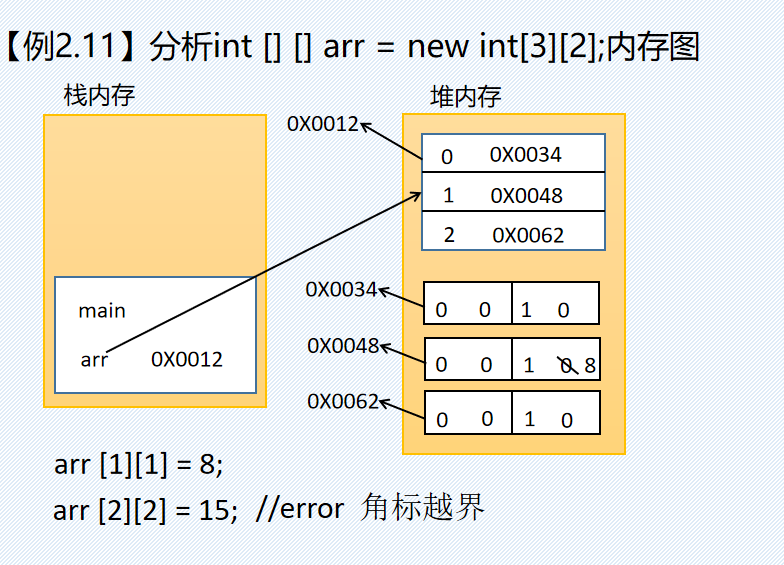 【例2.11】分析int [] [] arr = new int[3][2];内存图
栈内存
堆内存
0X0012
0 0X0034
1 0X0048
2 0X0062
main
arr 0X0012
0X0034
0 0 1 0
0X0048
0 0 1 0 8
0X0062
0 0 1 0
arr [1][1] = 8;
arr [2][2] = 15; //error 角标越界